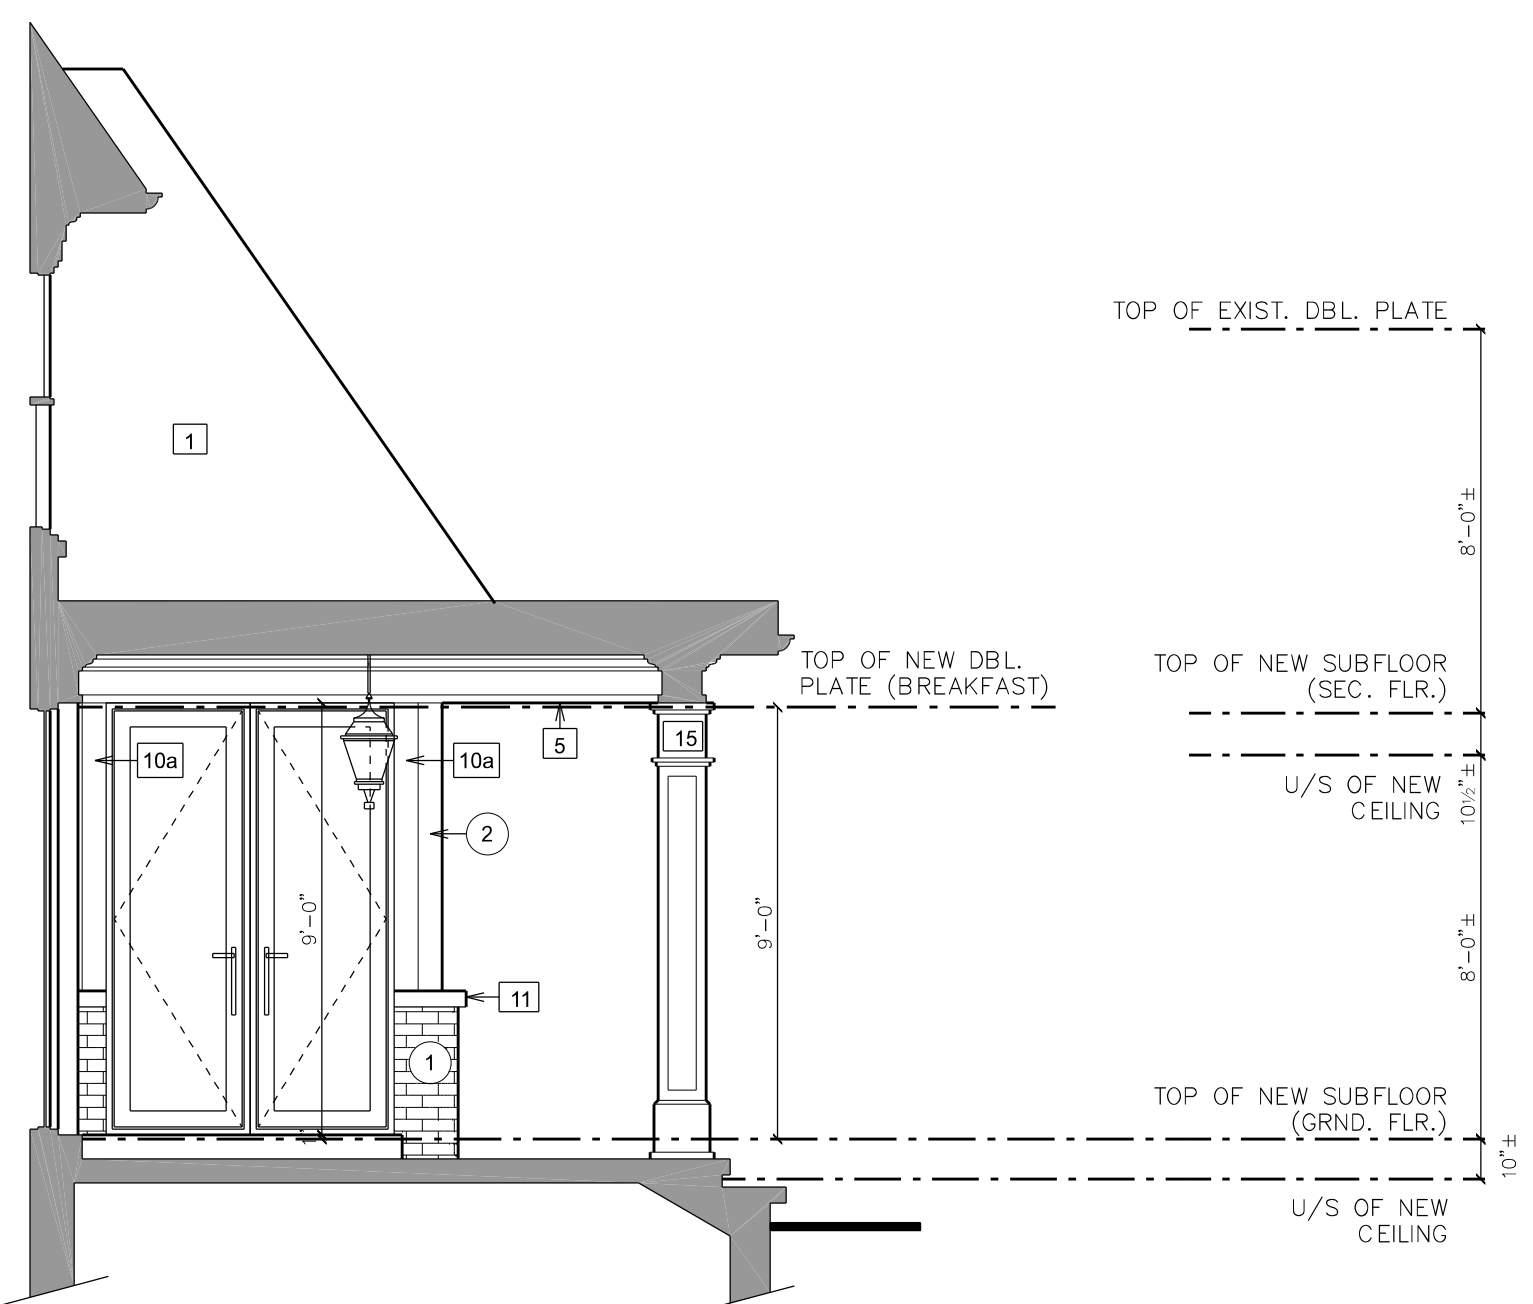 TOP OF EXIST. DBL. PLATE
1
8'-0"±
TOP OF NEW DBL.
PLATE (BREAKFAST)
TOP OF NEW SUBFLOOR
(SEC. FLR.)
5
15
10a
10a
U/S OF NEW
CEILING
10½"±
2
9'-0"
9'-0"
8'-0"±
11
1
TOP OF NEW SUBFLOOR
(GRND. FLR.)
10"±
U/S OF NEW
CEILING